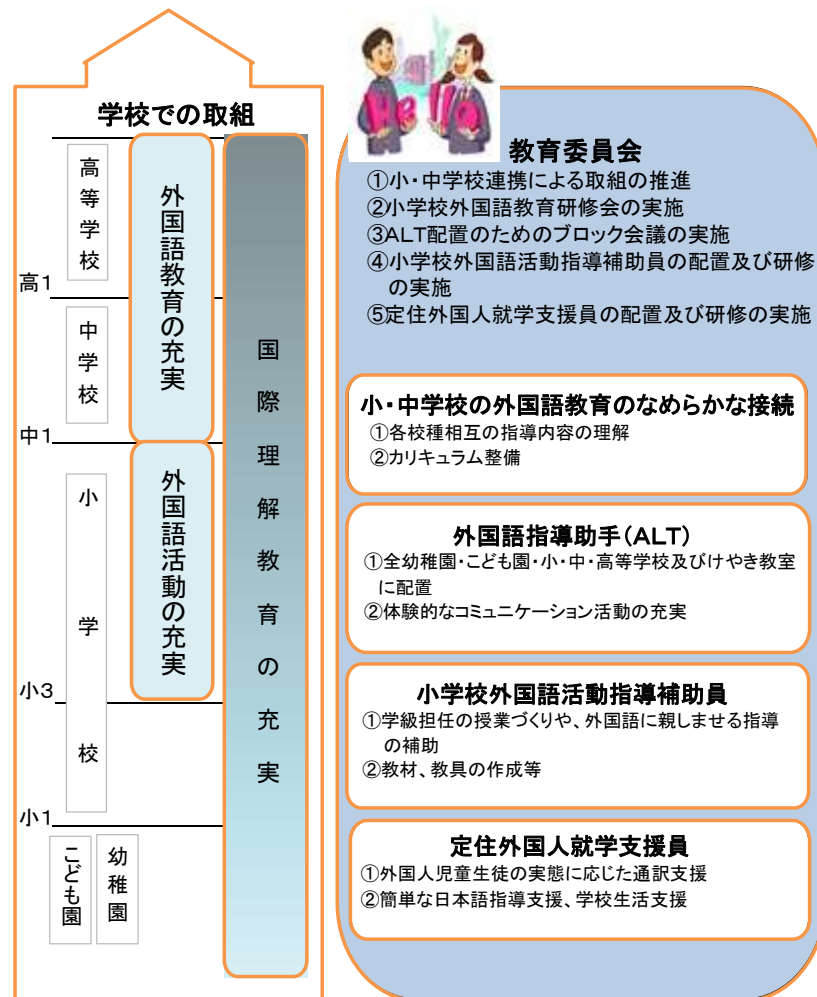 学校での取組
高等学校
外国語教育の充実
高1
中学校
中1
国際理解教育の充実
小学校
外国語活動の充実
小3
小1
こども園
幼稚園
Hello
教育委員会
①小・中学校連携による取組の推進
②小学校外国語教育研修会の実施
③ALT配置のためのブロック会議の実施
④小学校外国語活動指導補助員の配置及び研修
の実施
⑤定住外国人就学支援員の配置及び研修の実施
小・中学校の外国語教育のなめらかな接続
①各校種相互の指導内容の理解
②カリキュラム整備
外国語指導助手(ALT)
①全幼稚園・こども園・小・中・高等学校及びけやき教室
に配置
②体験的なコミュニケーション活動の充実
小学校外国語活動指導補助員
①学級担任の授業づくりや、外国語に親しませる指導
の補助
②教材、教具の作成等
定住外国人就学支援員
①外国人児童生徒の実態に応じた通訳支援
②簡単な日本語指導支援、学校生活支援